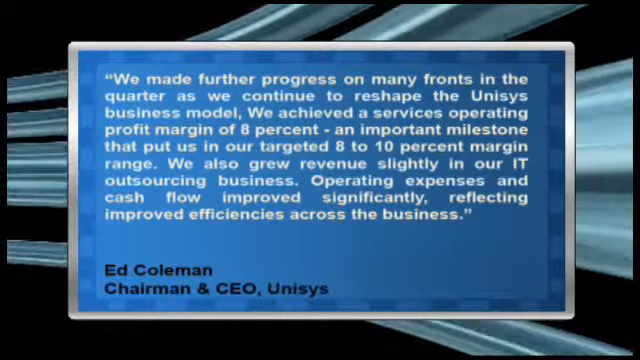 “We made further progress on many fronts in the
quarter as we continue to reshape the Unisys
business model, We achieved a services operating
profit margin of 8 percent - an important milestone
that put us in our targeted 8 to 10 percent margin
range. We also grew revenue slightly in our IT
outsourcing business. Operating expenses and
cash flow improved significantly, reflecting
improved efficiencies across the business.”
Ed Coleman
Chairman & CEO, Unisys